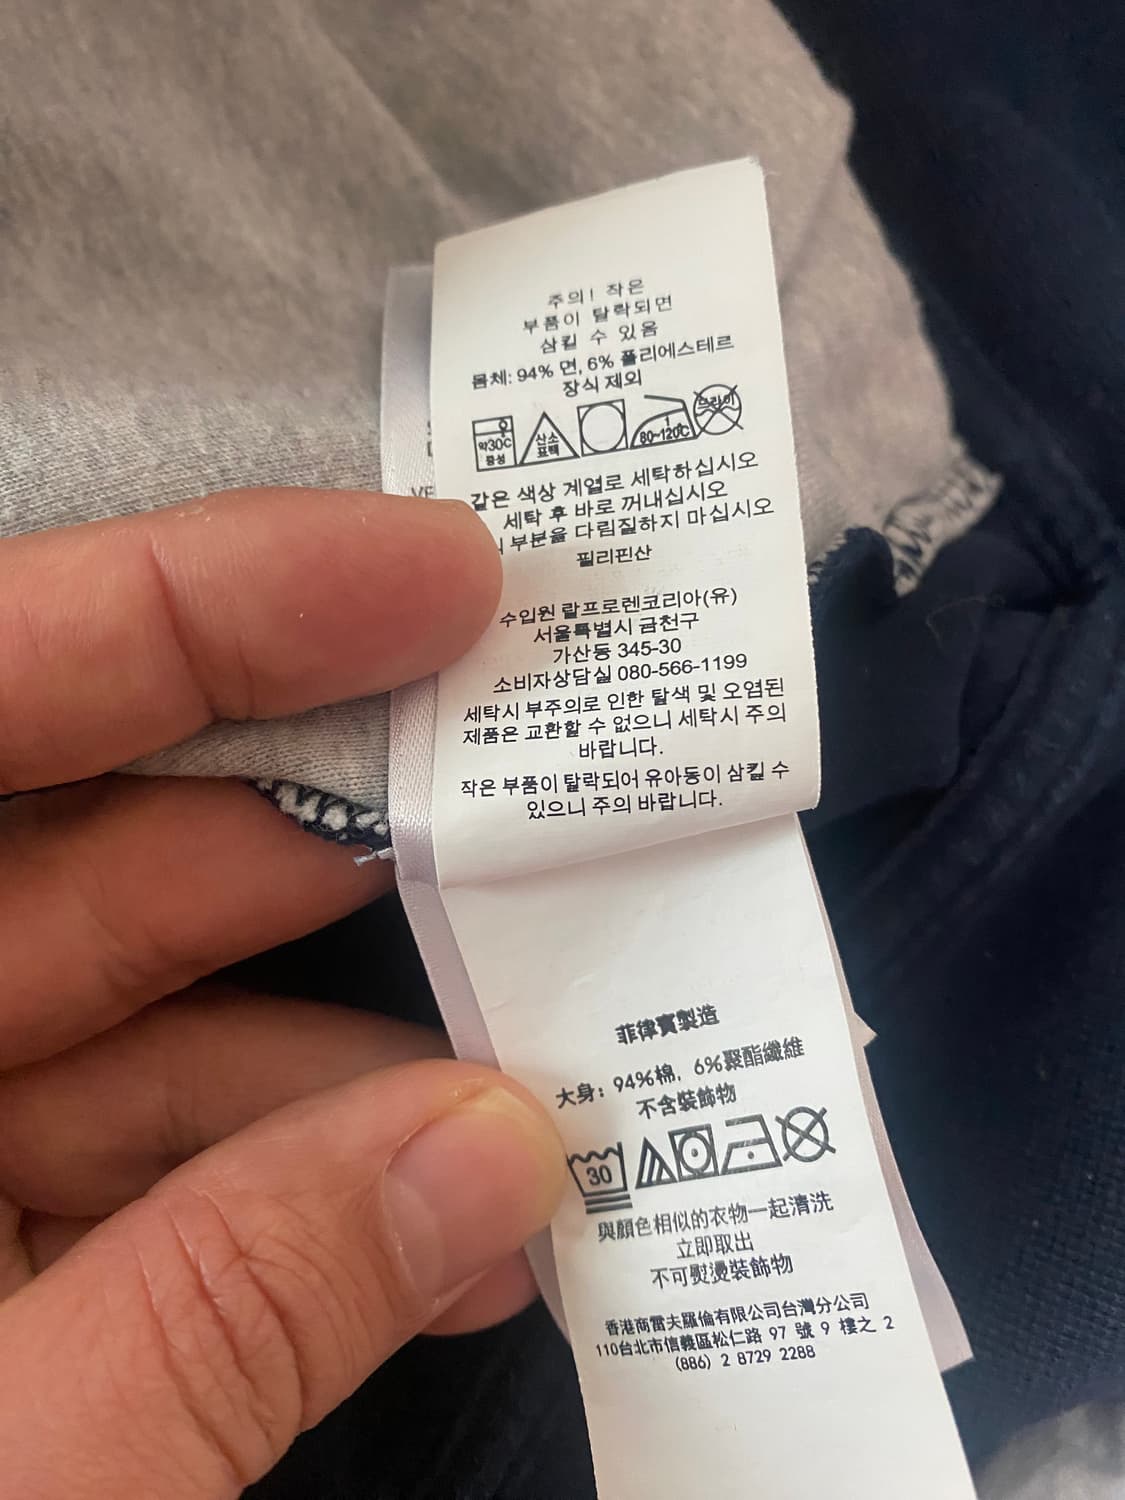 주의! 작은
부품이 탈락되면
삼킬 수 있음
몸체: 94% 면, 6% 폴리에스테르
장식 제외
약30℃
중성
산소
표백
80~120℃
드라이
같은 색상 계열로 세탁하십시오
세탁 후 바로 꺼내십시오
부분을 다림질하지 마십시오
필리핀산
수입원 랄프로렌코리아(유)
서울특별시 금천구
가산동 345-30
소비자상담실 080-566-1199
세탁시 부주의로 인한 탈색 및 오염된
제품은 교환할 수 없으니 세탁시 주의
바랍니다.
작은 부품이 탈락되어 유아동이 삼킬 수
있으니 주의 바랍니다.
菲律賓製造
大身: 94%棉, 6%聚酯纖維
不含裝飾物
30
與顏色相似的衣物一起清洗
立即取出
不可熨燙裝飾物
香港商雷夫羅倫有限公司台灣分公司
110台北市信義區松仁路 97 號 9 樓之 2
(886) 2 8729 2288